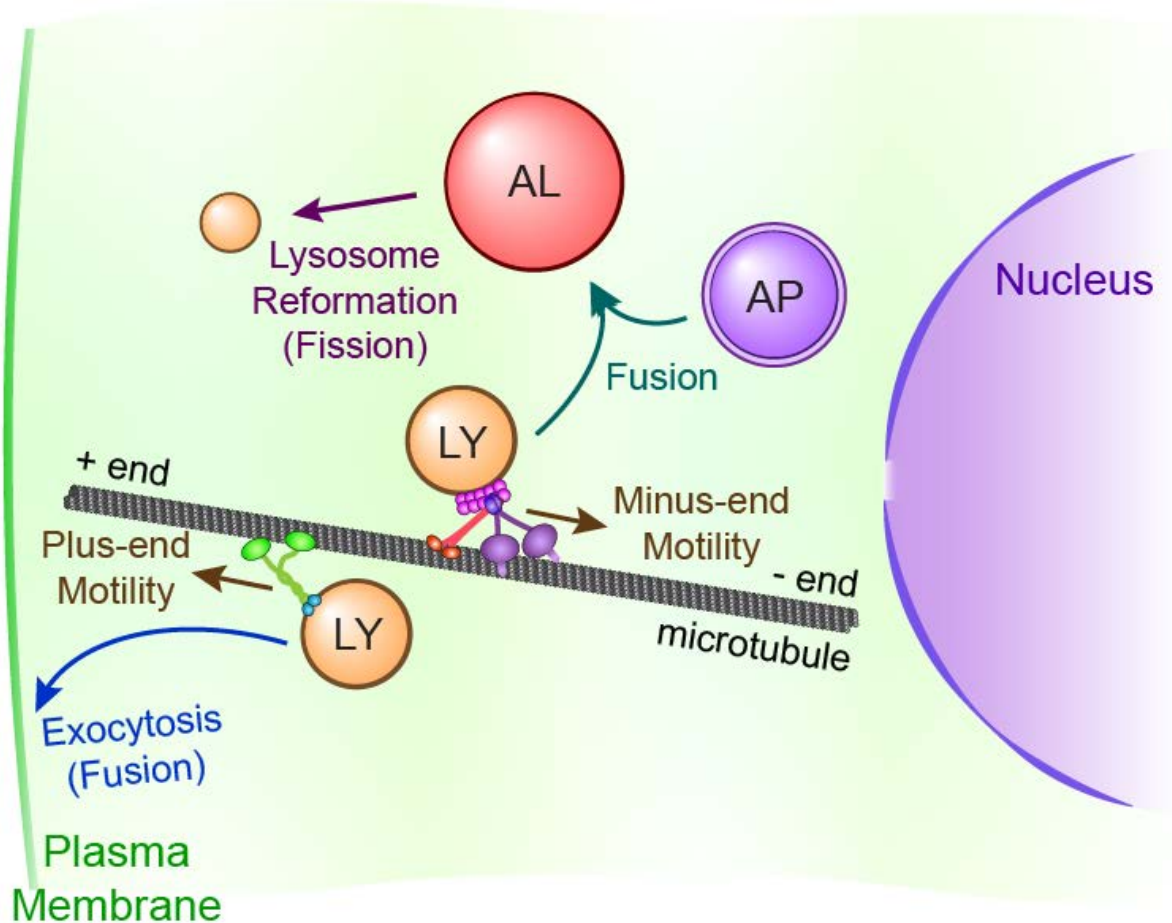 AL
Lysosome
Reformation
(Fission)
AP
Nucleus
Fusion
LY
+ end
Minus-end
Motility
Plus-end
Motility
- end
LY
microtubule
Exocytosis
(Fusion)
Plasma
Membrane